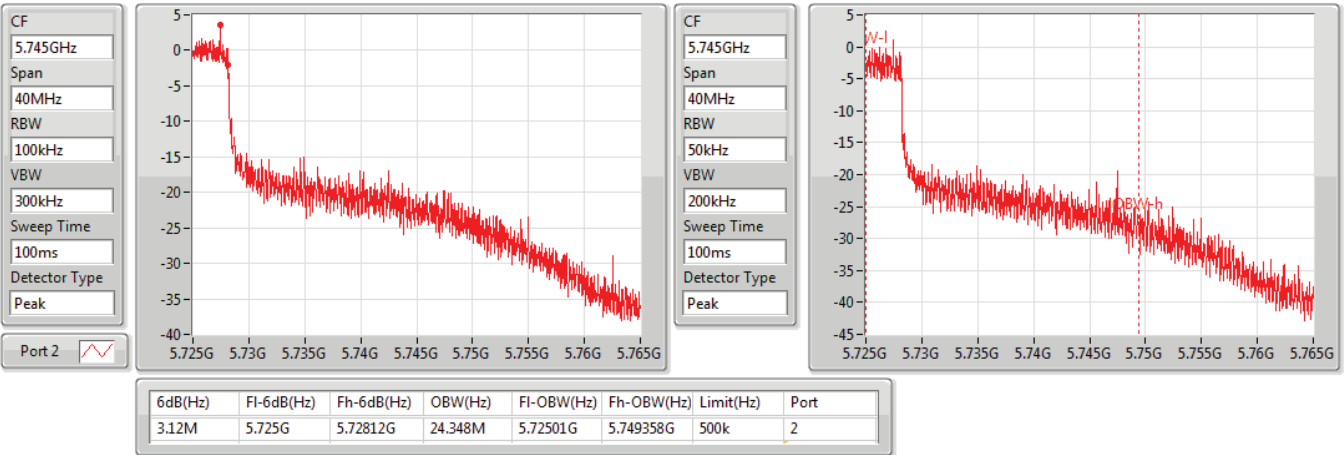 CF
5.745GHz
Span
40MHz
RBW
100kHz
VBW
300kHz
Sweep Time
100ms
Detector Type
Peak
Port 2
5
0
-5
-10
-15
-20
-25
-30
-35
-40
5.725G 5.73G 5.735G 5.74G 5.745G 5.75G 5.755G 5.76G 5.765G
CF
5.745GHz
Span
40MHz
RBW
50kHz
VBW
200kHz
Sweep Time
100ms
Detector Type
Peak
5
0
-5
-10
-15
-20
-25
-30
-35
-40
-45
W-l
OBW-h
5.725G 5.73G 5.735G 5.74G 5.745G 5.75G 5.755G 5.76G 5.765G
6dB(Hz) Fl-6dB(Hz) Fh-6dB(Hz) OBW(Hz) Fl-OBW(Hz) Fh-OBW(Hz) Limit(Hz) Port
3.12M 5.725G 5.72812G 24.348M 5.72501G 5.749358G 500k 2